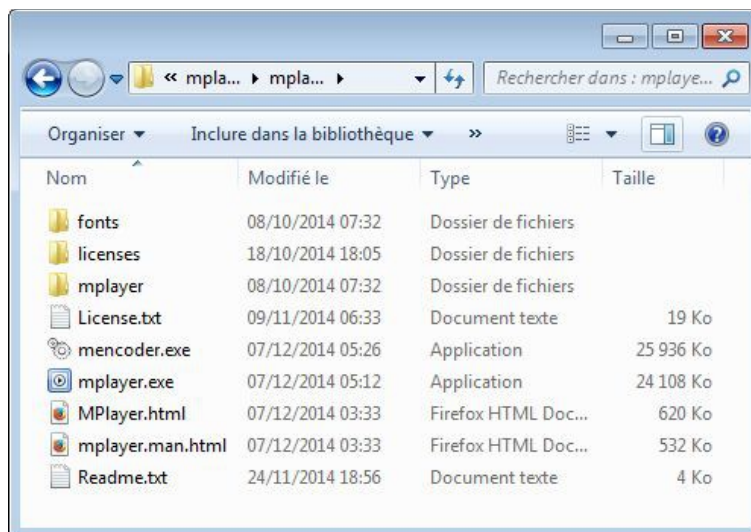 « mpla... mpla... Rechercher dans : mplaye...
Organiser Inclure dans la bibliothèque »
Nom Modifié le Type Taille
fonts 08/10/2014 07:32 Dossier de fichiers
licenses 18/10/2014 18:05 Dossier de fichiers
mplayer 08/10/2014 07:32 Dossier de fichiers
License.txt 09/11/2014 06:33 Document texte 19 Ko
mencoder.exe 07/12/2014 05:26 Application 25 936 Ko
mplayer.exe 07/12/2014 05:12 Application 24 108 Ko
MPlayer.html 07/12/2014 03:33 Firefox HTML Doc... 620 Ko
mplayer.man.html 07/12/2014 03:33 Firefox HTML Doc... 532 Ko
Readme.txt 24/11/2014 18:56 Document texte 4 Ko